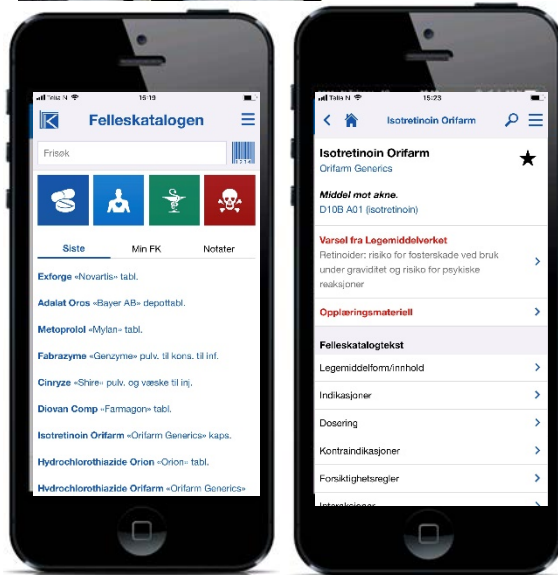 Telia N
15:19
Felleskatalogen
Frisøk
Siste Min FK Notater
Exforge «Novartis» tabl.
Adalat Oros «Bayer AB» depottabl.
Metoprolol «Mylan» tabl.
Fabrazyme «Genzyme» pulv. til kons. til inf.
Cinryze «Shire» pulv. og væske til inj.
Diovan Comp «Farmagon» tabl.
Isotretinoin Orifarm «Orifarm Generics» kaps.
Hydrochlorothiazide Orion «Orion» tabl.
Hydrochlorothiazide Orifarm «Orifarm Generics»
Telia N
15:23
Isotretinoin Orifarm
Isotretinoin Orifarm
Orifarm Generics
Middel mot akne.
D10B A01 (isotretinoin)
Varsel fra Legemiddelverket
Retinoider: risiko for fosterskade ved bruk
under graviditet og risiko for psykiske
reaksjoner
Opplæringsmateriell
Felleskatalogtekst
Legemiddelform/innhold
Indikasjoner
Dosering
Kontraindikasjoner
Forsiktighetsregler
Interaksjoner